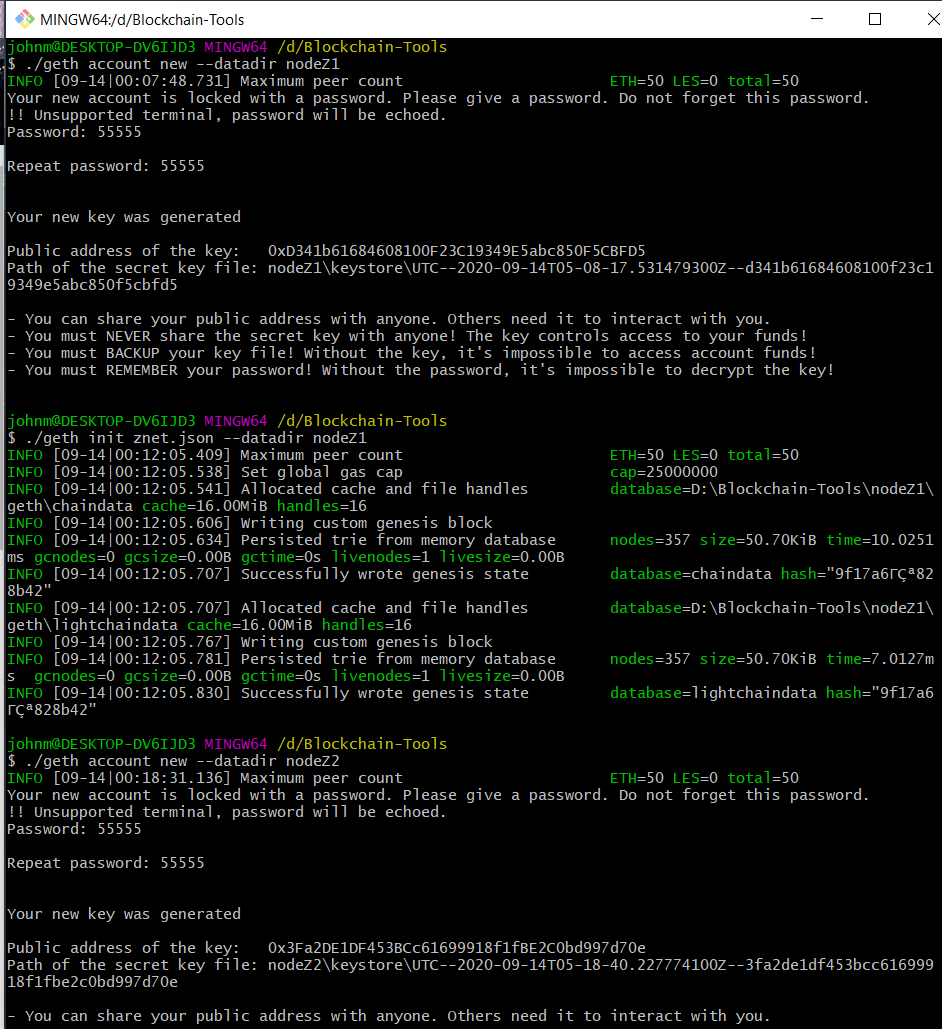 MINGW64:/d/Blockchain-Tools
johnm@DESKTOP-DV6IJD3 MINGW64 /d/Blockchain-Tools
$ ./geth account new --datadir nodeZ1
INFO [09-14|00:07:48.731] Maximum peer count                       ETH=50 LES=0 total=50
Your new account is locked with a password. Please give a password. Do not forget this password.
!! Unsupported terminal, password will be echoed.
Password: 55555
Repeat password: 55555
Your new key was generated
Public address of the key:   0xD341b61684608100F23C19349E5abc850F5CBFD5
Path of the secret key file: nodeZ1\keystore\UTC--2020-09-14T05-08-17.531479300Z--d341b61684608100f23c1
9349e5abc850f5cbfd5
- You can share your public address with anyone. Others need it to interact with you.
- You must NEVER share the secret key with anyone! The key controls access to your funds!
- You must BACKUP your key file! Without the key, it's impossible to access account funds!
- You must REMEMBER your password! Without the password, it's impossible to decrypt the key!
johnm@DESKTOP-DV6IJD3 MINGW64 /d/Blockchain-Tools
$ ./geth init znet.json --datadir nodeZ1
INFO [09-14|00:12:05.409] Maximum peer count                       ETH=50 LES=0 total=50
INFO [09-14|00:12:05.538] Set global gas cap                       cap=25000000
INFO [09-14|00:12:05.541] Allocated cache and file handles         database=D:\Blockchain-Tools\nodeZ1\
geth\chaindata cache=16.00MiB handles=16
INFO [09-14|00:12:05.606] Writing custom genesis block
INFO [09-14|00:12:05.634] Persisted trie from memory database      nodes=357 size=50.70KiB time=10.0251
ms gcnodes=0 gcsize=0.00B gctime=0s livenodes=1 livesize=0.00B
INFO [09-14|00:12:05.707] Successfully wrote genesis state         database=chaindata hash="9f17a6ΓÇª82
8b42"
INFO [09-14|00:12:05.707] Allocated cache and file handles         database=D:\Blockchain-Tools\nodeZ1\
geth\lightchaindata cache=16.00MiB handles=16
INFO [09-14|00:12:05.767] Writing custom genesis block
INFO [09-14|00:12:05.781] Persisted trie from memory database      nodes=357 size=50.70KiB time=7.0127m
s  gcnodes=0 gcsize=0.00B gctime=0s livenodes=1 livesize=0.00B
INFO [09-14|00:12:05.830] Successfully wrote genesis state         database=lightchaindata hash="9f17a6
ΓÇª828b42"
johnm@DESKTOP-DV6IJD3 MINGW64 /d/Blockchain-Tools
$ ./geth account new --datadir nodeZ2
INFO [09-14|00:18:31.136] Maximum peer count                       ETH=50 LES=0 total=50
Your new account is locked with a password. Please give a password. Do not forget this password.
!! Unsupported terminal, password will be echoed.
Password: 55555
Repeat password: 55555
Your new key was generated
Public address of the key:   0x3Fa2DE1DF453BCc61699918f1fBE2C0bd997d70e
Path of the secret key file: nodeZ2\keystore\UTC--2020-09-14T05-18-40.227774100Z--3fa2de1df453bcc616999
18f1fbe2c0bd997d70e
- You can share your public address with anyone. Others need it to interact with you.